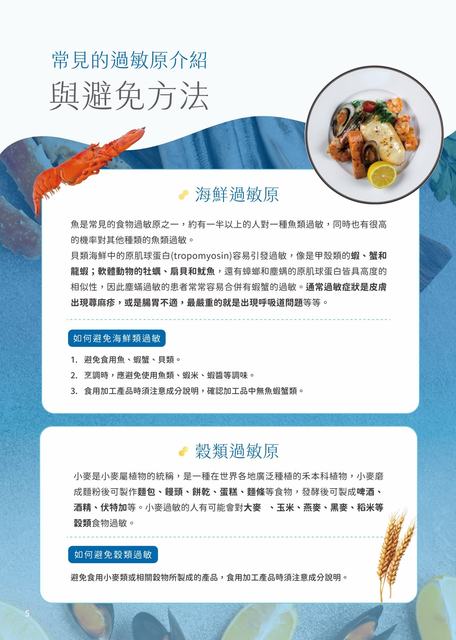 常見的過敏原介紹
與避免方法
海鮮過敏原
魚是常見的食物過敏原之一，約有一半以上的人對一種魚類過敏，同時也有很高
的機率對其他種類的魚類過敏。
貝類海鮮中的原肌球蛋白(tropomyosin)容易引發過敏，像是甲殼類的蝦、蟹和
龍蝦；軟體動物的牡蠣、扇貝和魷魚，還有蟑螂和塵螨的原肌球蛋白皆具高度的
相似性，因此塵蟎過敏的患者常常容易合併有蝦蟹的過敏。通常過敏症狀是皮膚
出現蕁麻疹，或是腸胃不適，最嚴重的就是出現呼吸道問題等等。
如何避免海鮮類過敏
1. 避免食用魚、蝦蟹、貝類。
2. 烹調時，應避免使用魚類、蝦米、蝦醬等調味。
3. 食用加工產品時須注意成分說明，確認加工品中無魚蝦蟹類。
穀類過敏原
小麥是小麥屬植物的統稱，是一種在世界各地廣泛種植的禾本科植物，小麥磨
成麵粉後可製作麵包、饅頭、餅乾、蛋糕、麵條等食物，發酵後可製成啤酒、
酒精、伏特加等。小麥過敏的人有可能會對大麥 、玉米、燕麥、黑麥、稻米等
穀類食物過敏。
如何避免穀類過敏
避免食用小麥類或相關穀物所製成的產品，食用加工產品時須注意成分說明。
5